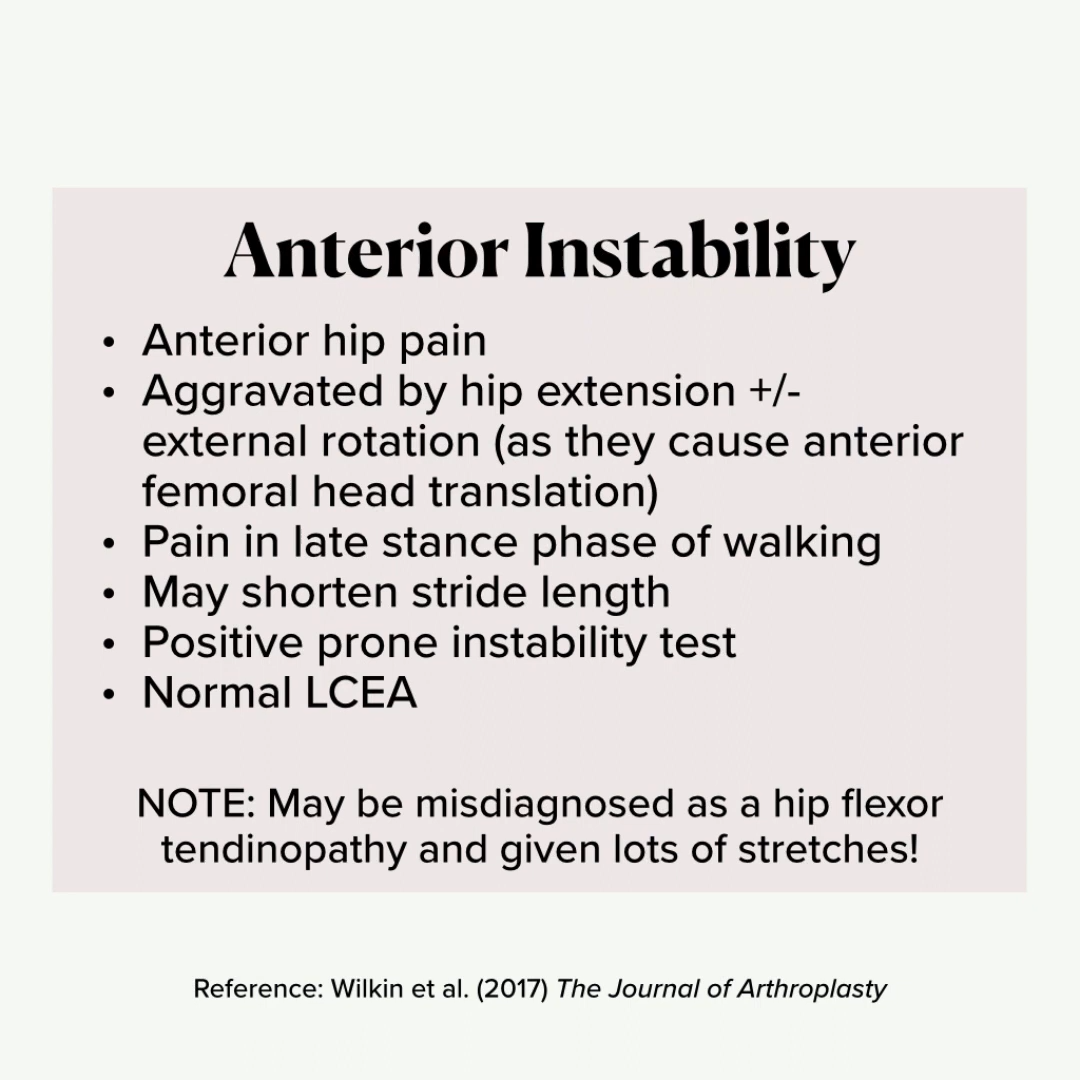 Anterior Instability
• Anterior hip pain
• Aggravated by hip extension +/-
external rotation (as they cause anterior
femoral head translation)
• Pain in late stance phase of walking
• May shorten stride length
• Positive prone instability test
• Normal LCEA
NOTE: May be misdiagnosed as a hip flexor
tendinopathy and given lots of stretches!
Reference: Wilkin et al. (2017) The Journal of Arthroplasty